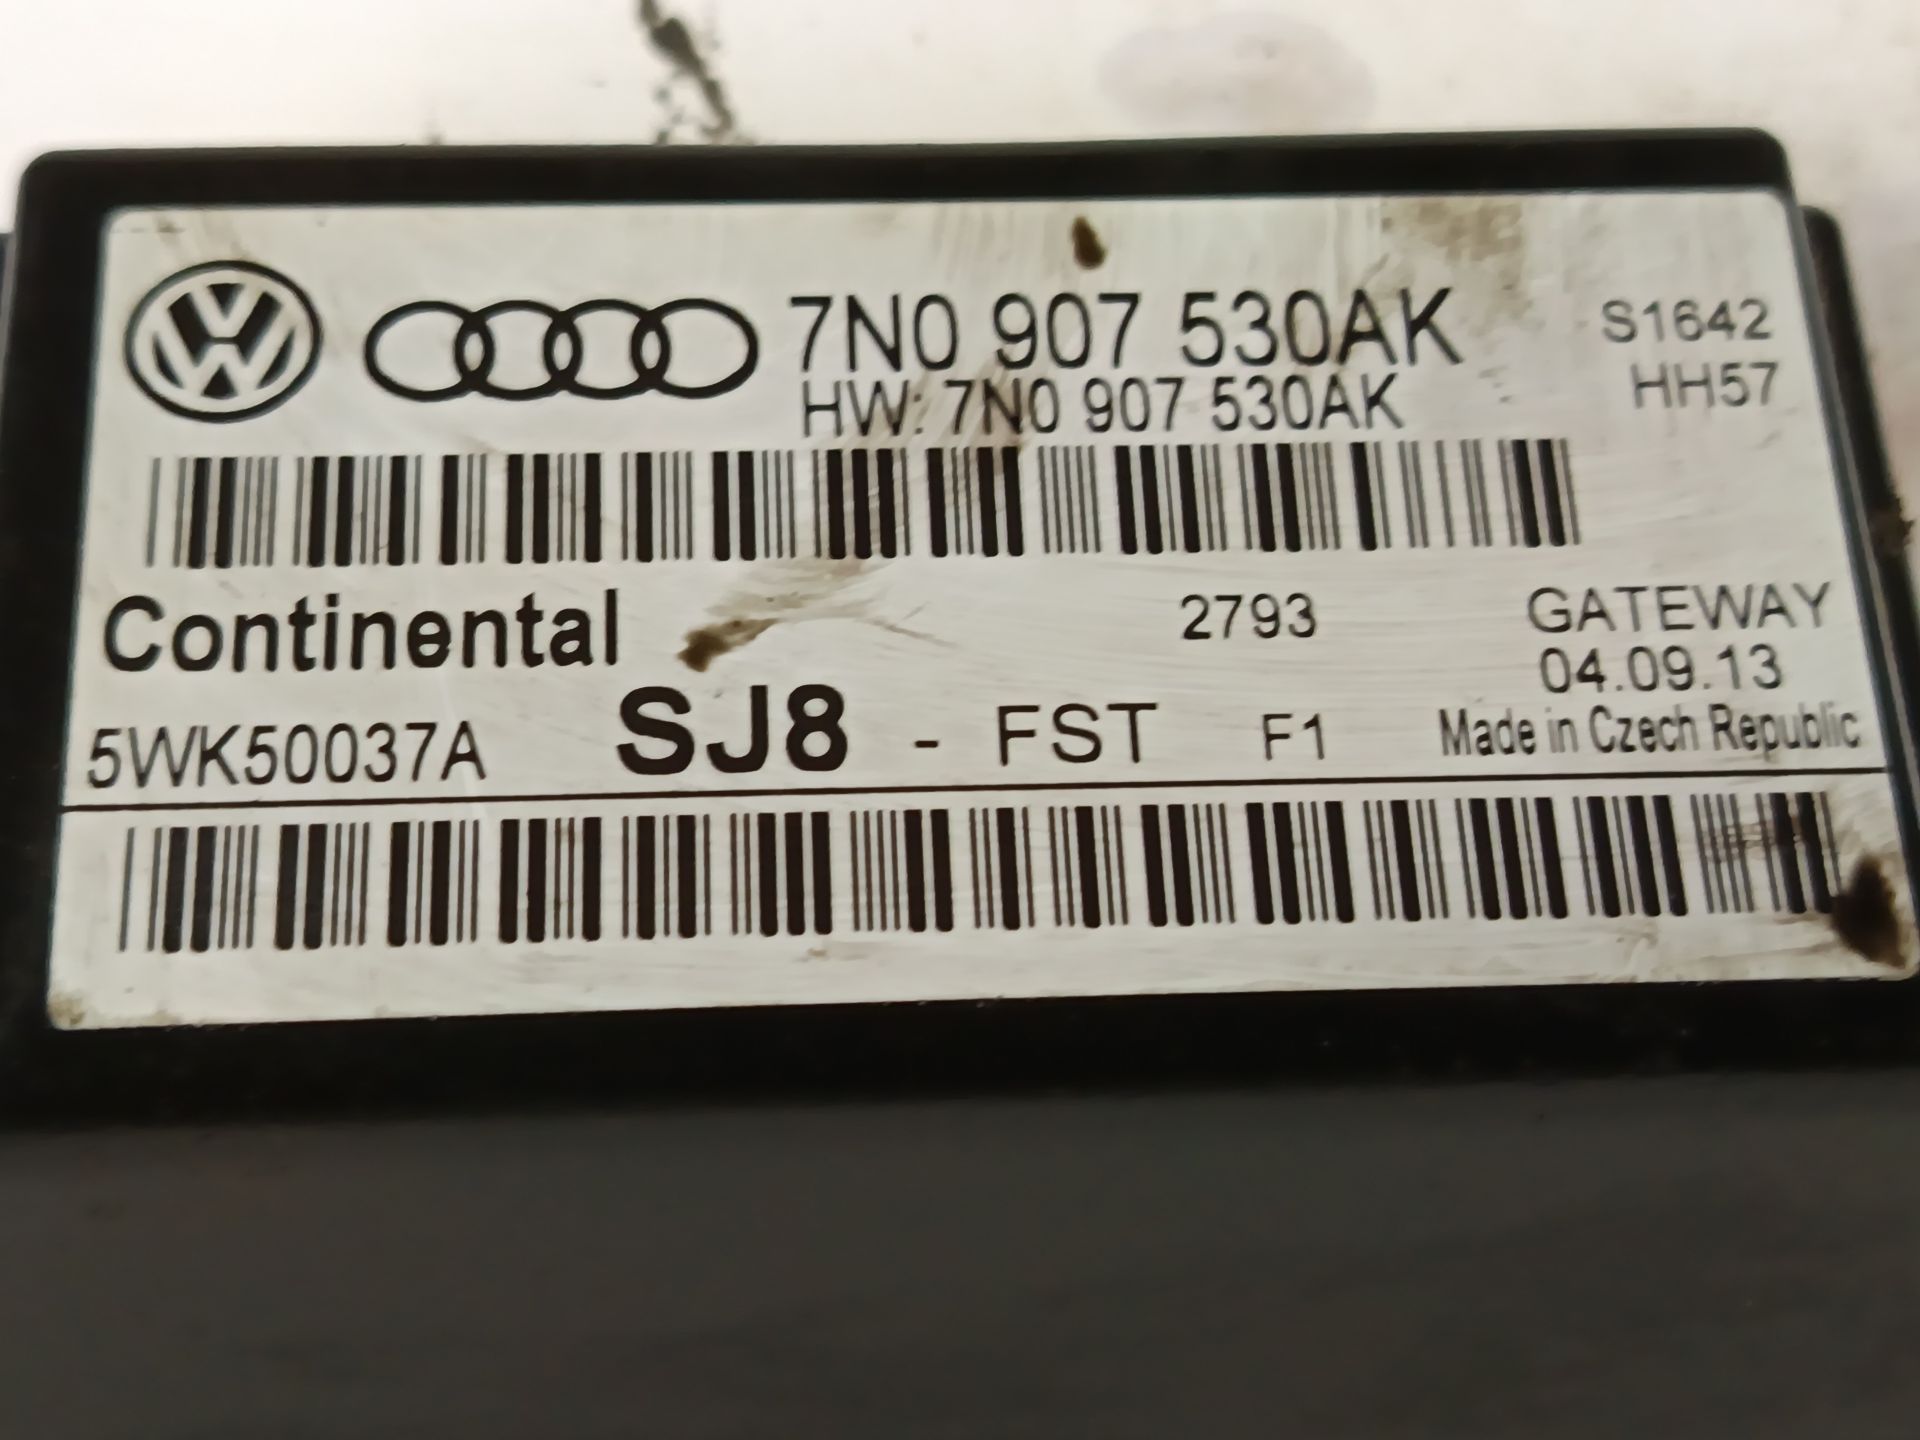 7N0 907 530AK S1642
HW: 7N0 907 530AK HH57
Continental 2793 GATEWAY
04.09.13
5WK50037A SJ8 - FST F1 Made in Czech Republic